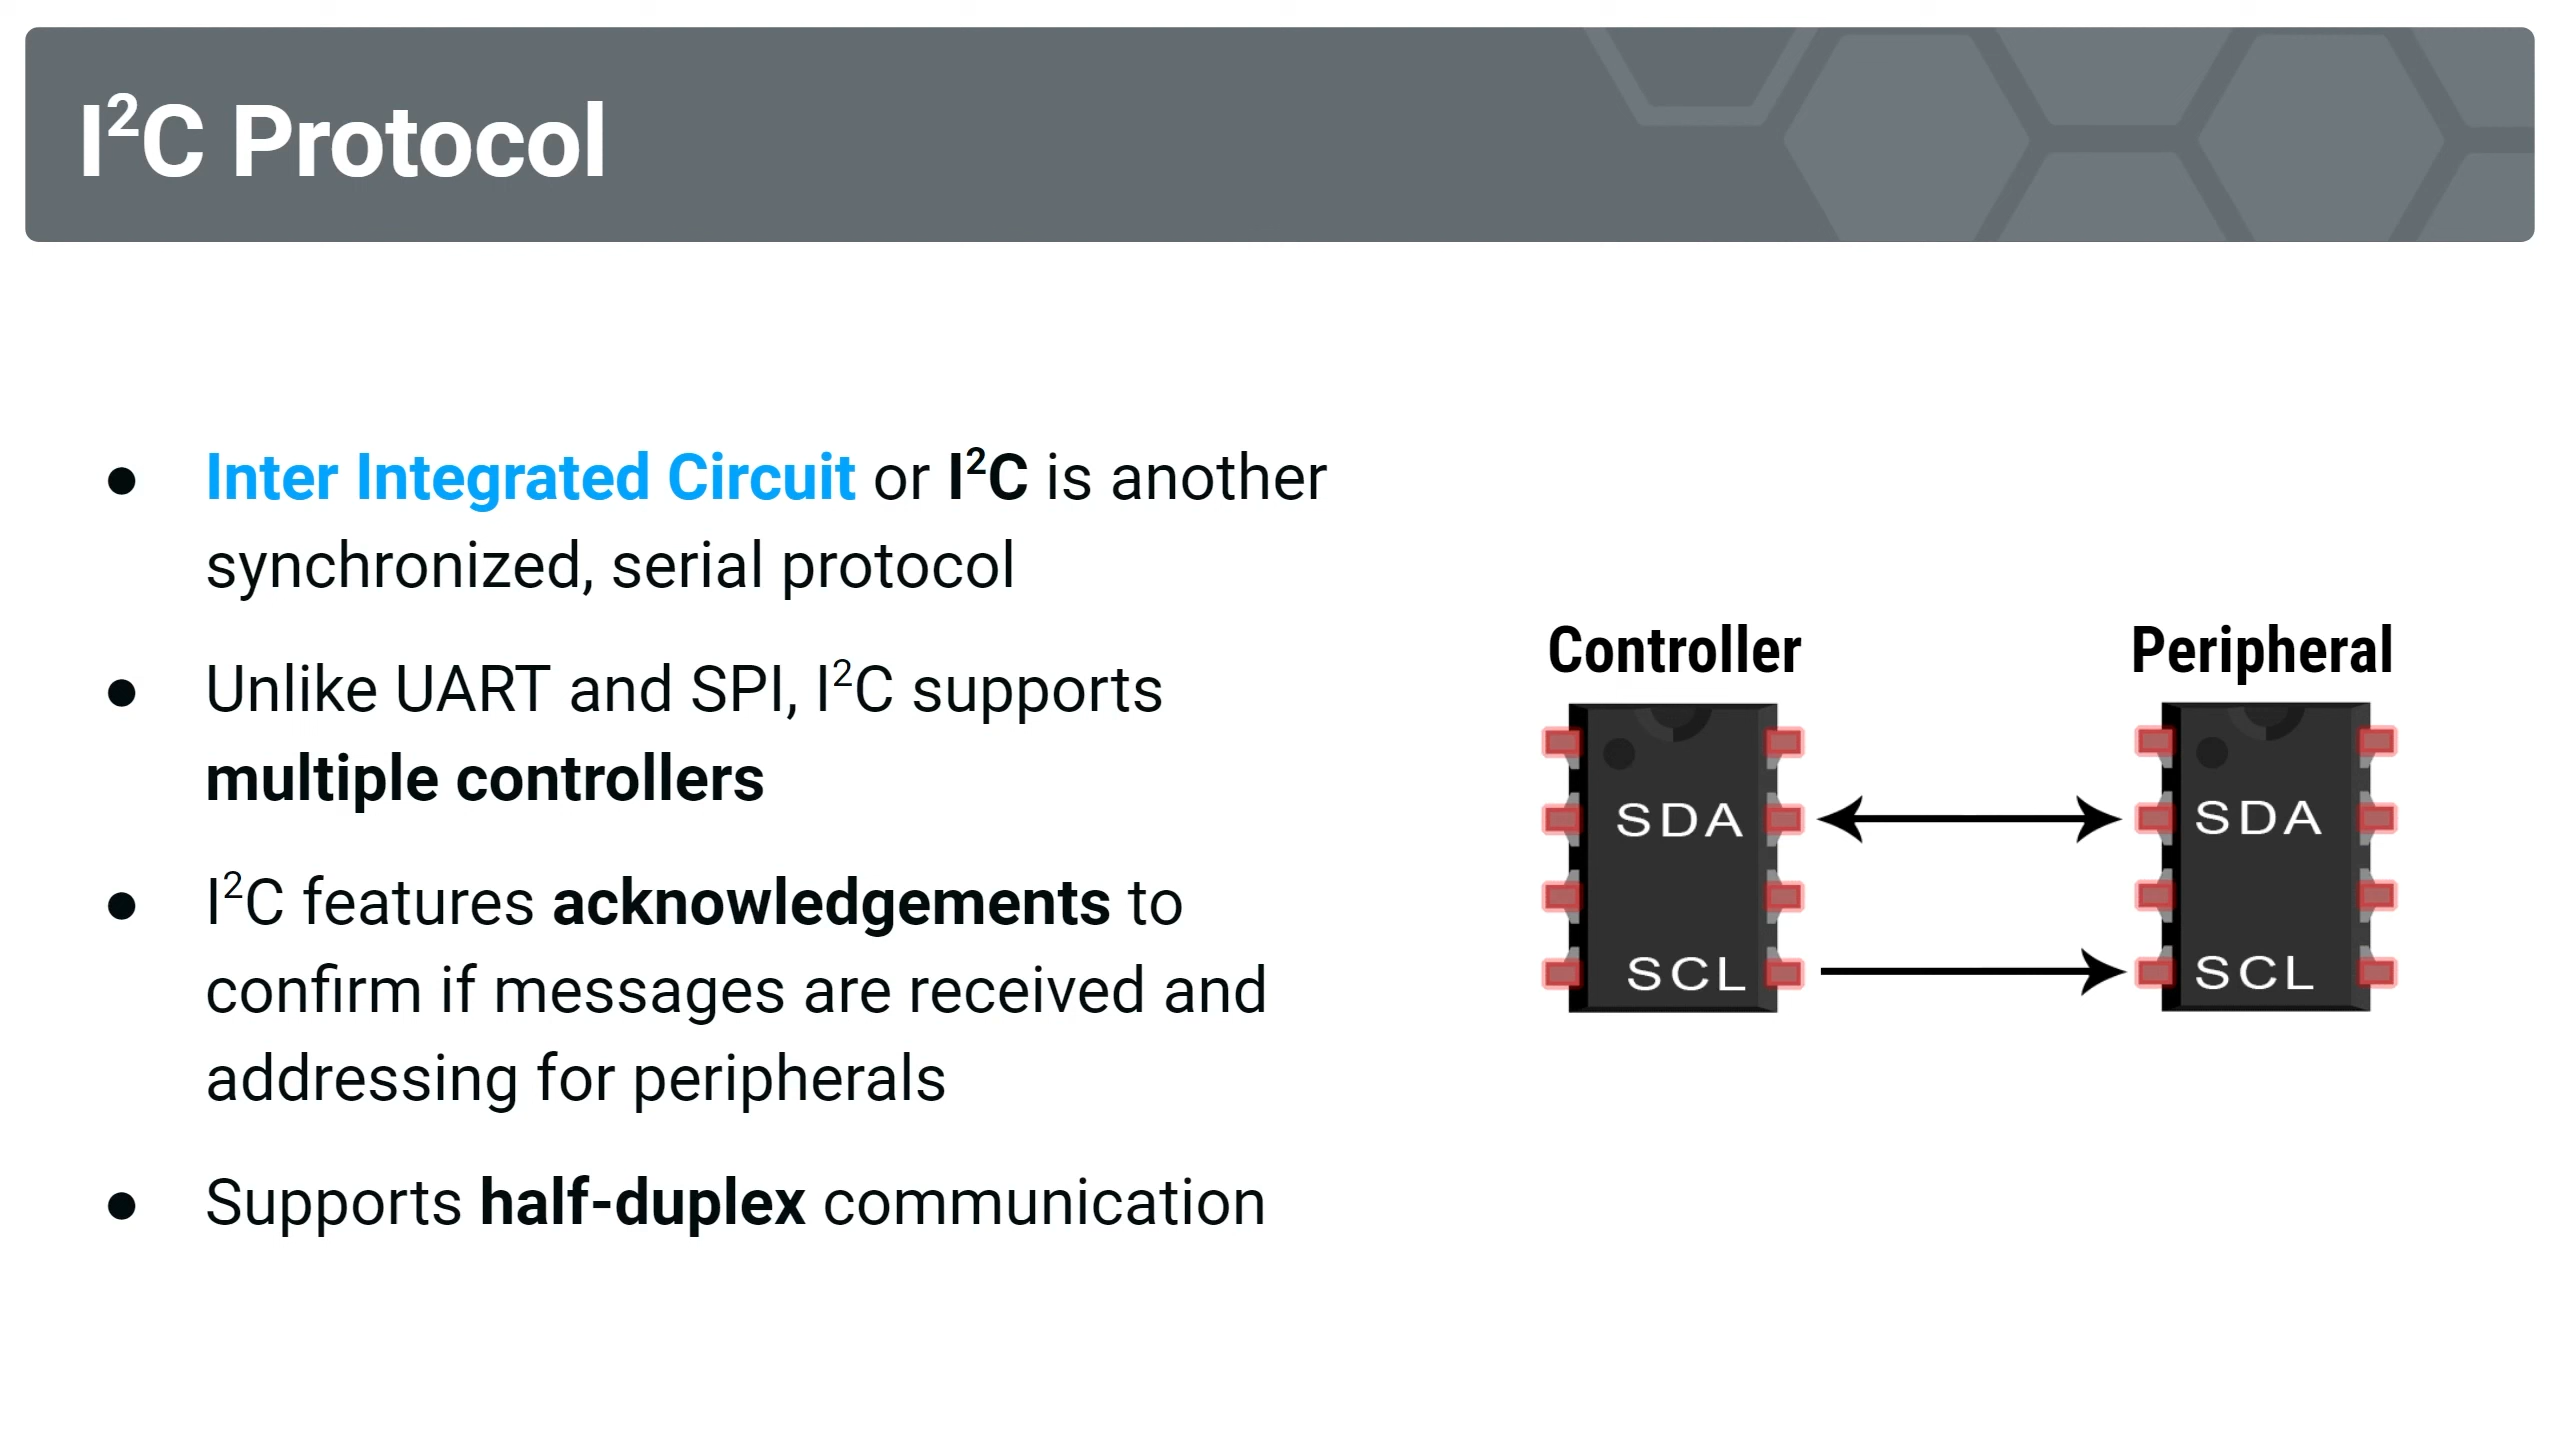 I²C Protocol
● Inter Integrated Circuit or I²C is another
synchronized, serial protocol
● Unlike UART and SPI, I²C supports
multiple controllers
● I²C features acknowledgements to
confirm if messages are received and
addressing for peripherals
● Supports half-duplex communication
Controller
SDA
SCL
Peripheral
SDA
SCL